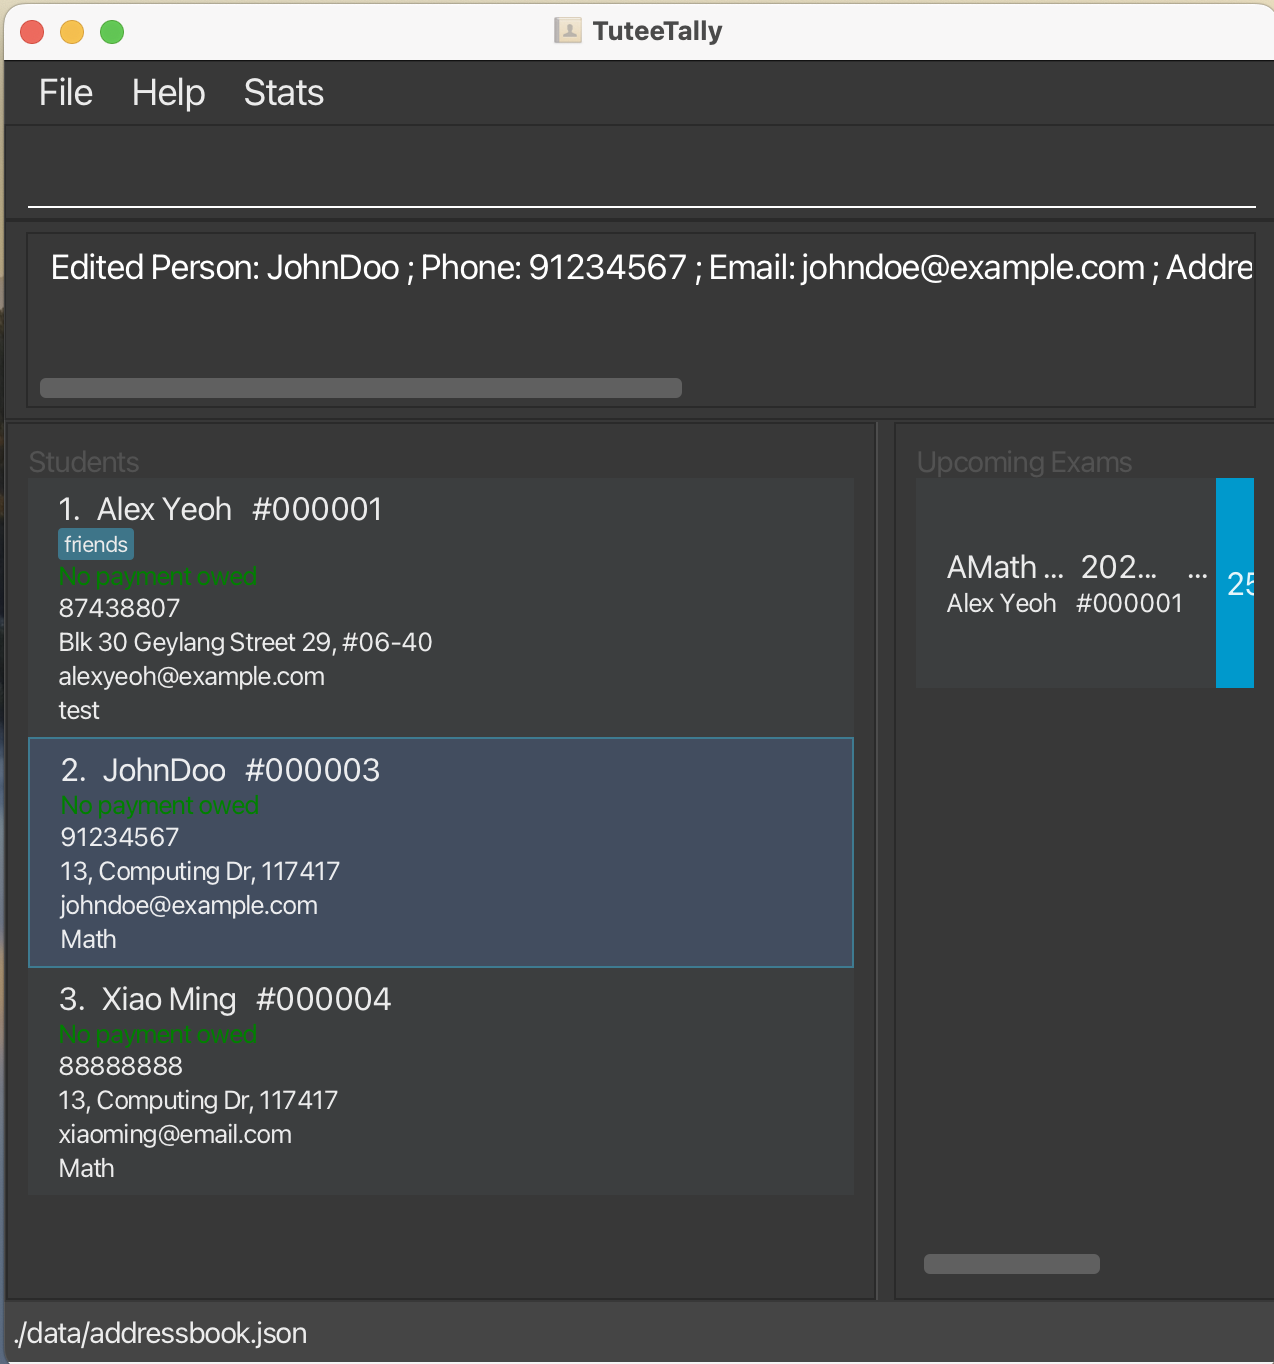 TuteeTally
File Help Stats
Edited Person: JohnDoo ; Phone: 91234567 ; Email: johndoe@example.com ; Addre
Students
1. Alex Yeoh #000001
friends
No payment owed
87438807
Blk 30 Geylang Street 29, #06-40
alexyeoh@example.com
test
2. JohnDoo #000003
No payment owed
91234567
13, Computing Dr, 117417
johndoe@example.com
Math
3. Xiao Ming #000004
No payment owed
88888888
13, Computing Dr, 117417
xiaoming@email.com
Math
Upcoming Exams
AMath ... 202... ...
Alex Yeoh #000001
25
./data/addressbook.json